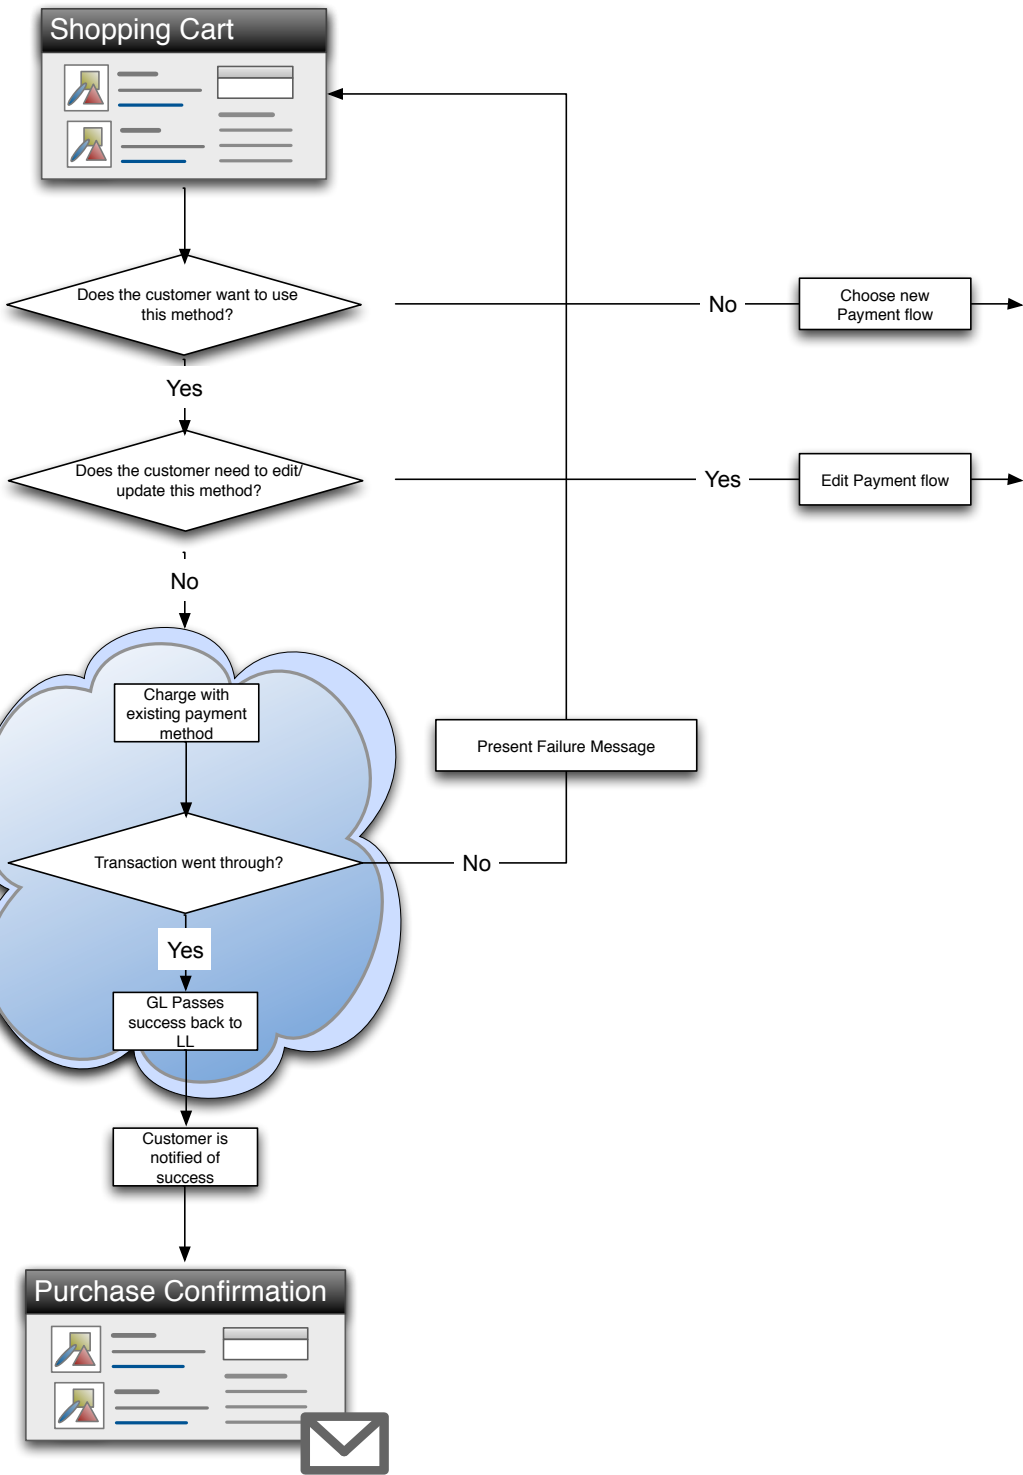 Shopping Cart
Does the customer want to use
this method?
No
Choose new
Payment flow
Yes
Does the customer need to edit/
update this method?
Yes
Edit Payment flow
No
Charge with
existing payment
method
Present Failure Message
Transaction went through?
No
Yes
GL Passes
success back to
LL
Customer is
notified of
success
Purchase Confirmation